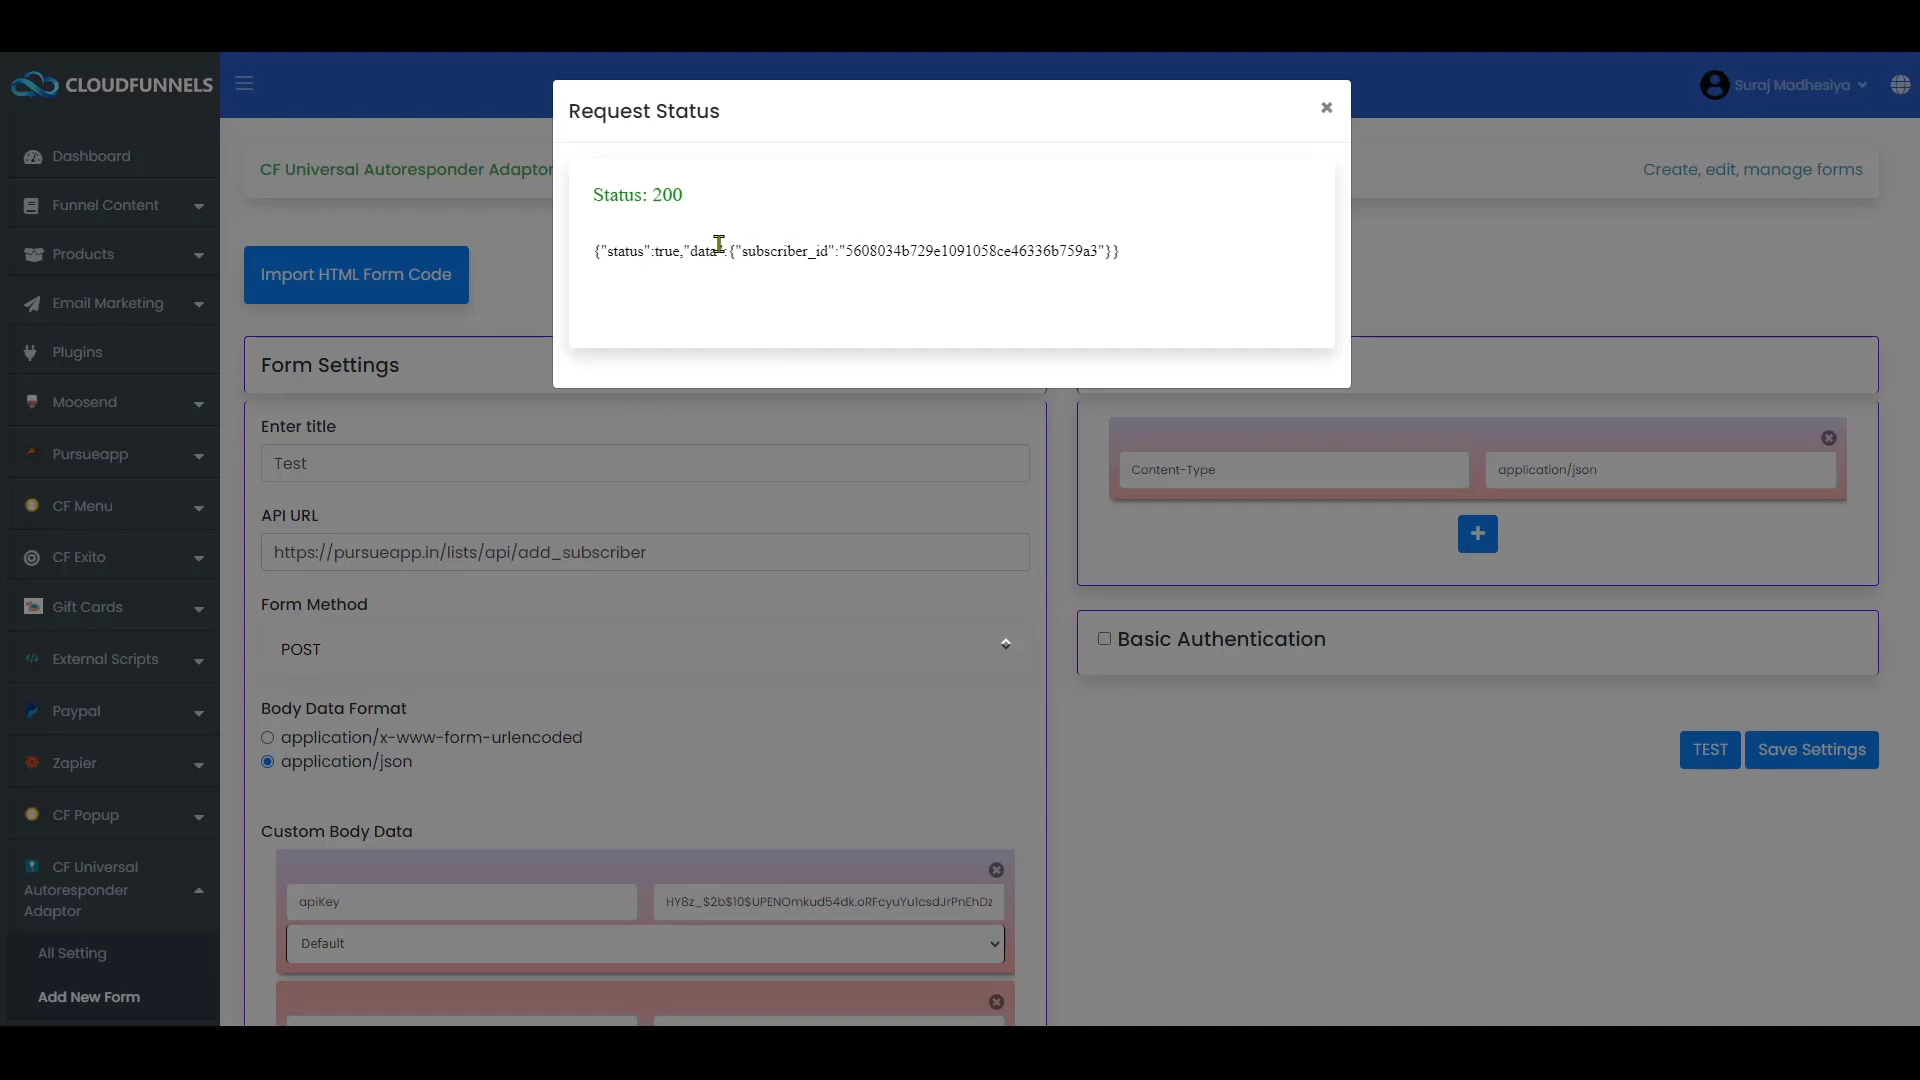 CLOUDFUNNELS
Suraj Madhesiya
Dashboard
Funnel Content
Products
Email Marketing
Plugins
Moosend
Pursueapp
CF Menu
CF Exito
Gift Cards
External Scripts
Paypal
Zapier
CF Popup
CF Universal
Autoresponder
Adaptor
All Setting
Add New Form
CF Universal Autoresponder Adaptor
Create, edit, manage forms
Import HTML Form Code
Request Status
Status: 200
{"status":true,"data":{"subscriber_id":"5608034b729e1091058ce46336b759a3"}}
Form Settings
Enter title
Test
API URL
https://pursueapp.in/lists/api/add_subscriber
Form Method
POST
Body Data Format
application/x-www-form-urlencoded
application/json
Custom Body Data
apiKey
HY8z_$2b$10$UPENOmkud54dk.oRFcyuYu1csdJrPnEhDz
Default
Content-Type
application/json
+
Basic Authentication
TEST
Save Settings